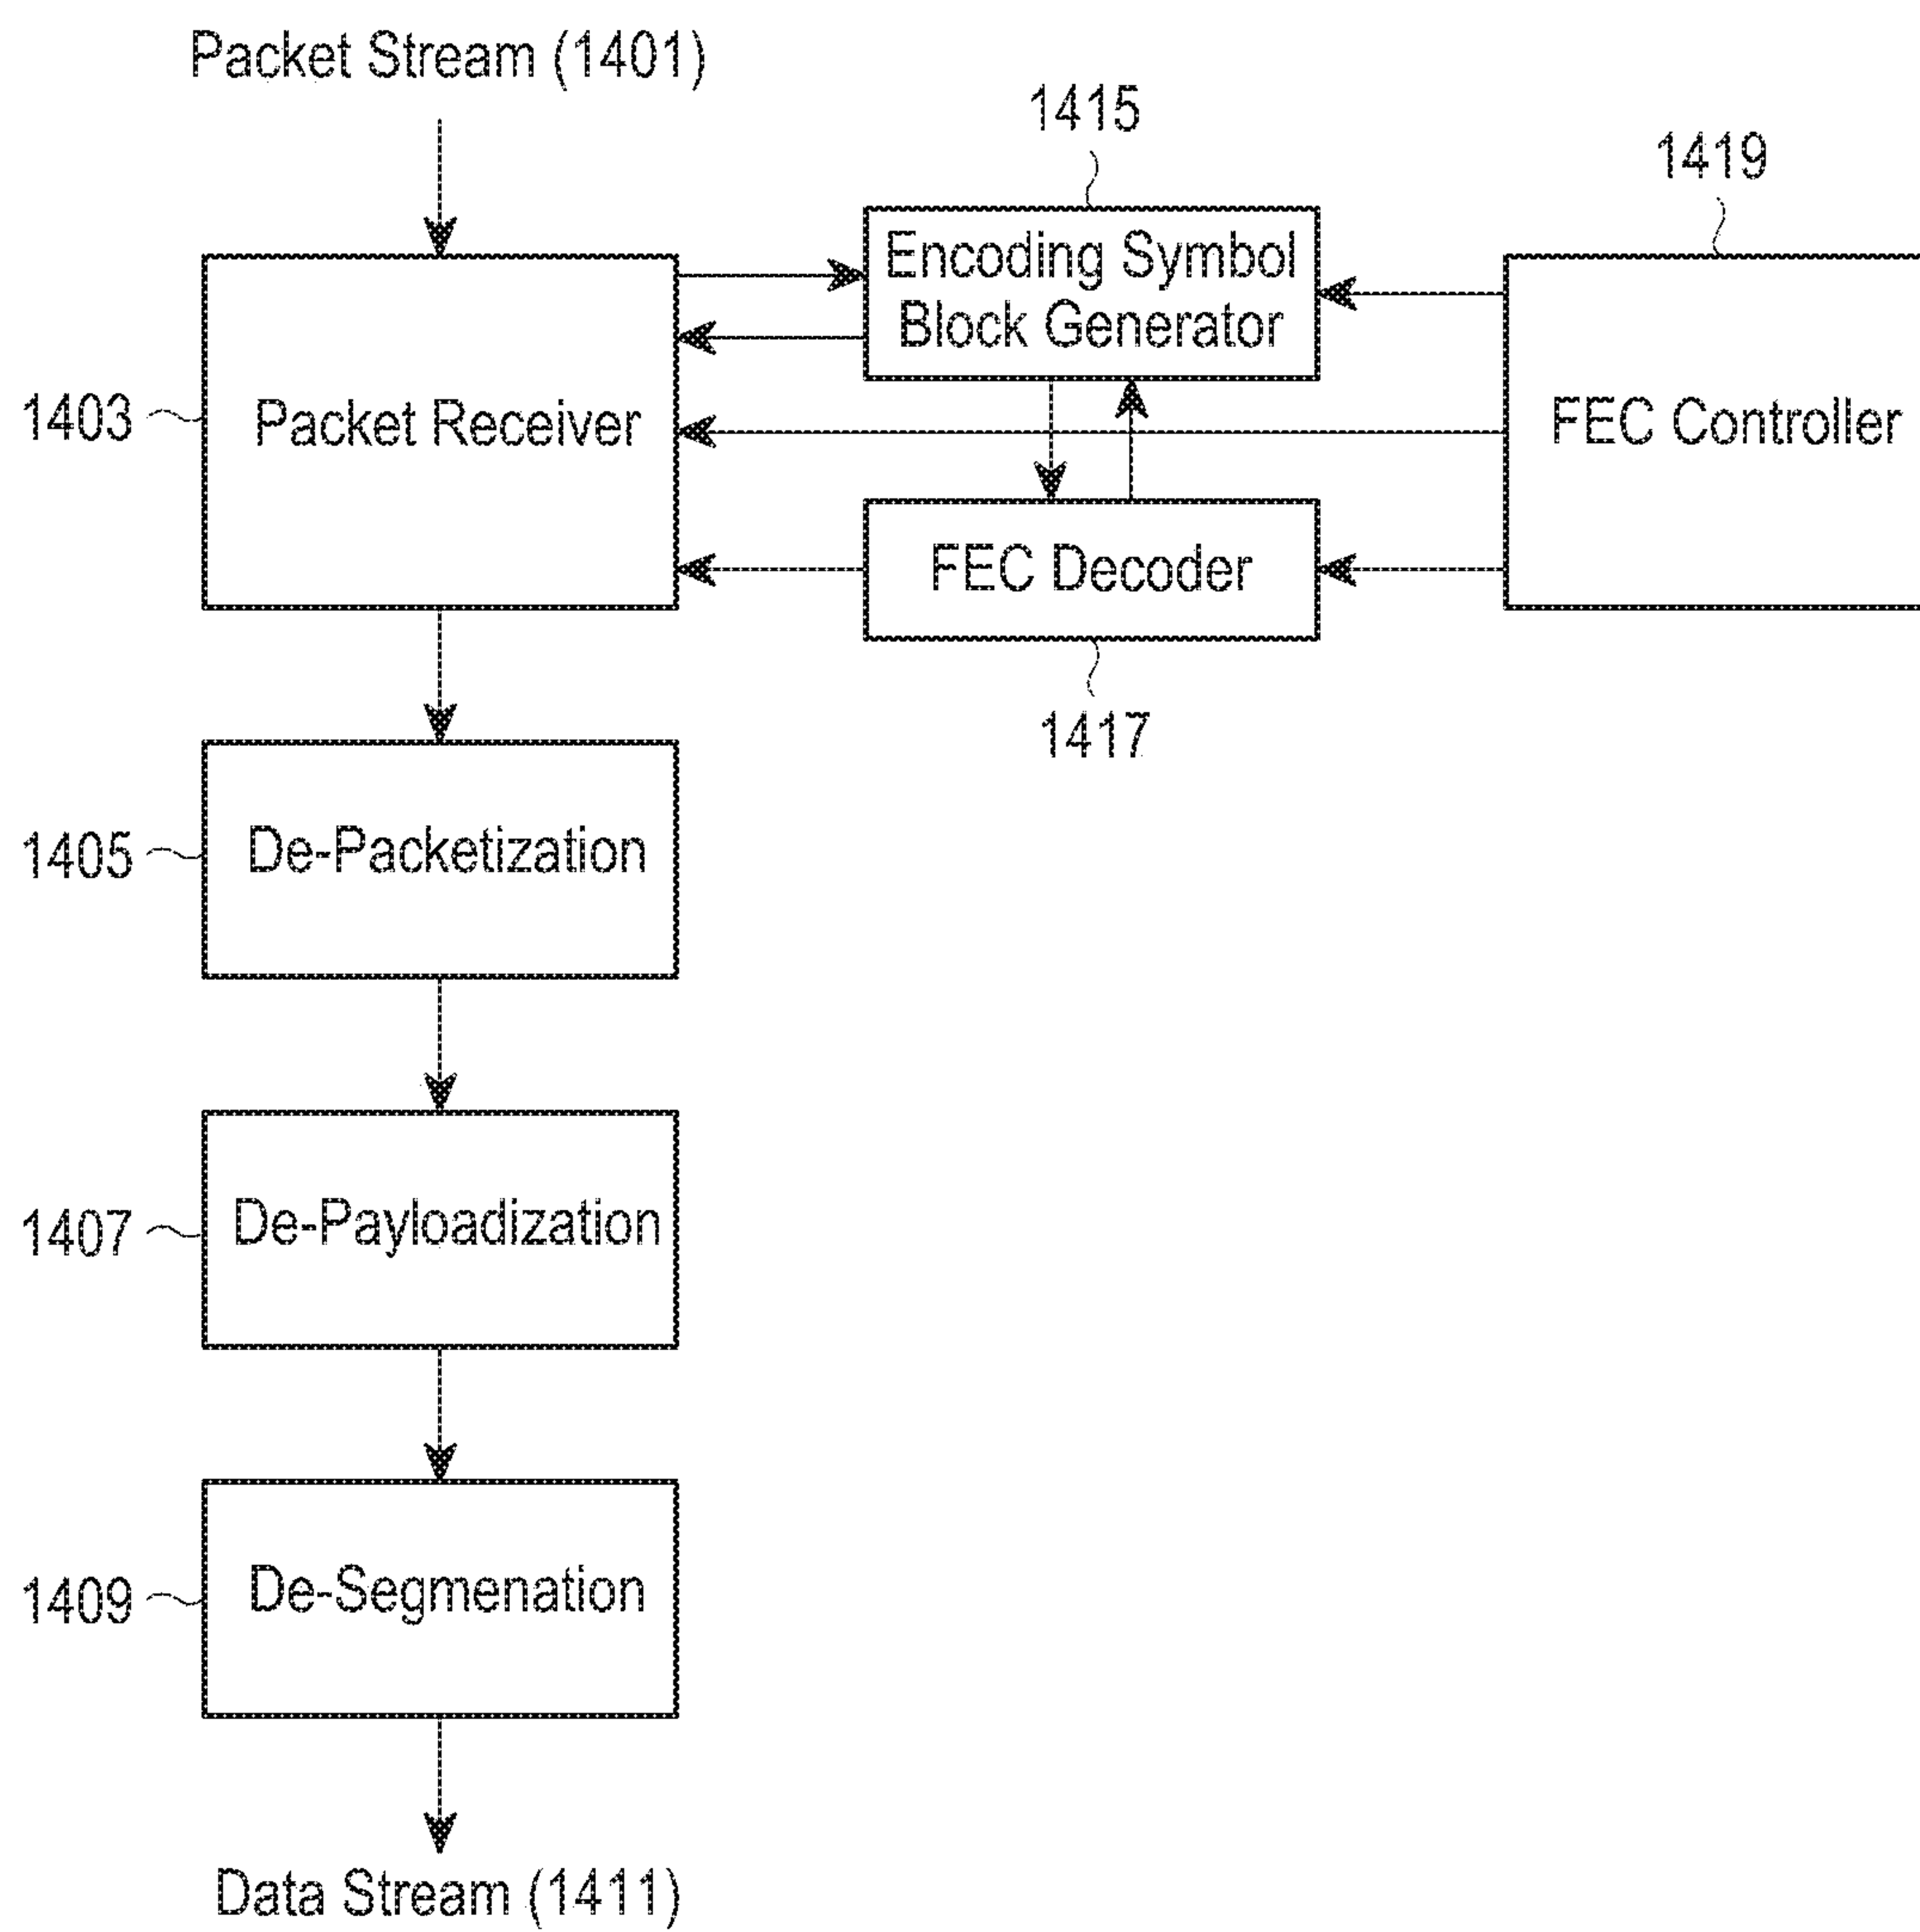 Packet Stream (1401)
1415
1419
Encoding Symbol
Block Generator
1403
Packet Receiver
FEC Controller
FEC Decoder
1417
1405
De-Packetization
1407
De-Payloadization
1409
De-Segmenation
Data Stream (1411)